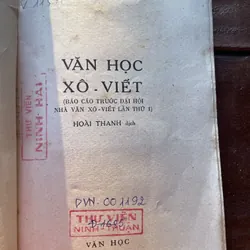 VĂN HỌC
XÔ-VIẾT
(BÁO CÁO TRƯỚC ĐẠI HỘI
NHÀ VĂN XÔ-VIẾT LẦN THỨ I)
HOÀI THANH dịch
THƯ VIỆN
NINH-HẢI
DVN.001192
THƯ VIỆN
NINH THUẬN
VĂN HỌC